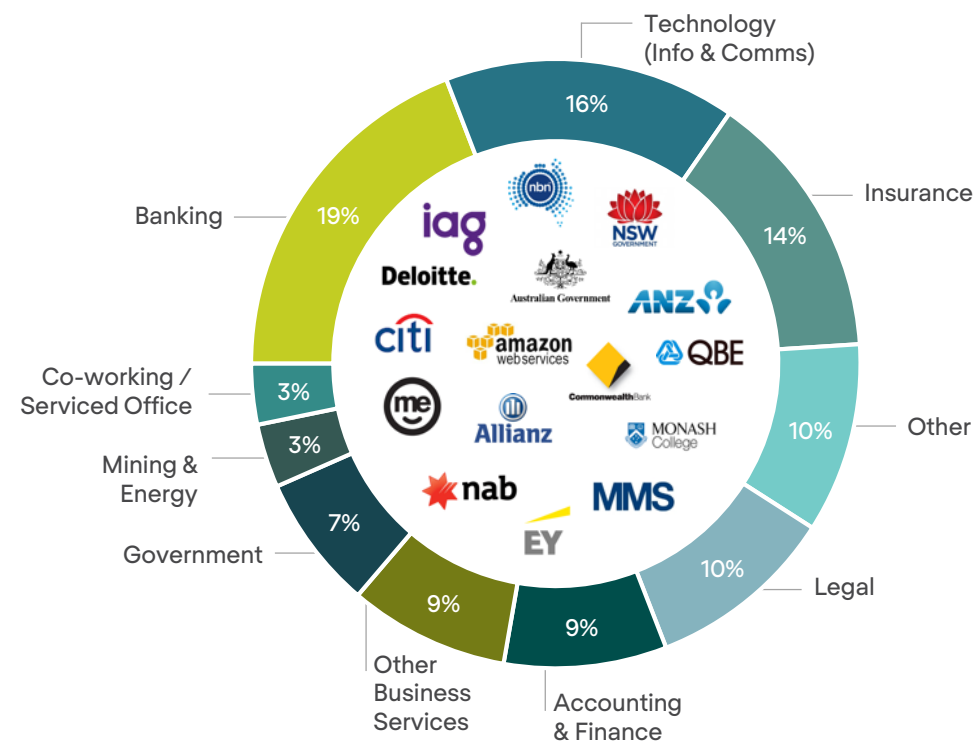 Technology
(Info & Comms)
16%
Insurance
14%
Banking
19%
nbn
iag
NSW
GOVERNMENT
Deloitte.
Australian Government
ANZ
citi
amazon
webservices
QBE
CommonwealthBank
me
Allianz
MONASH
College
nab
MMS
EY
Co-working /
Serviced Office
3%
Other
10%
Mining &
Energy
3%
Government
7%
Legal
10%
Other
Business
Services
9%
Accounting
& Finance
9%